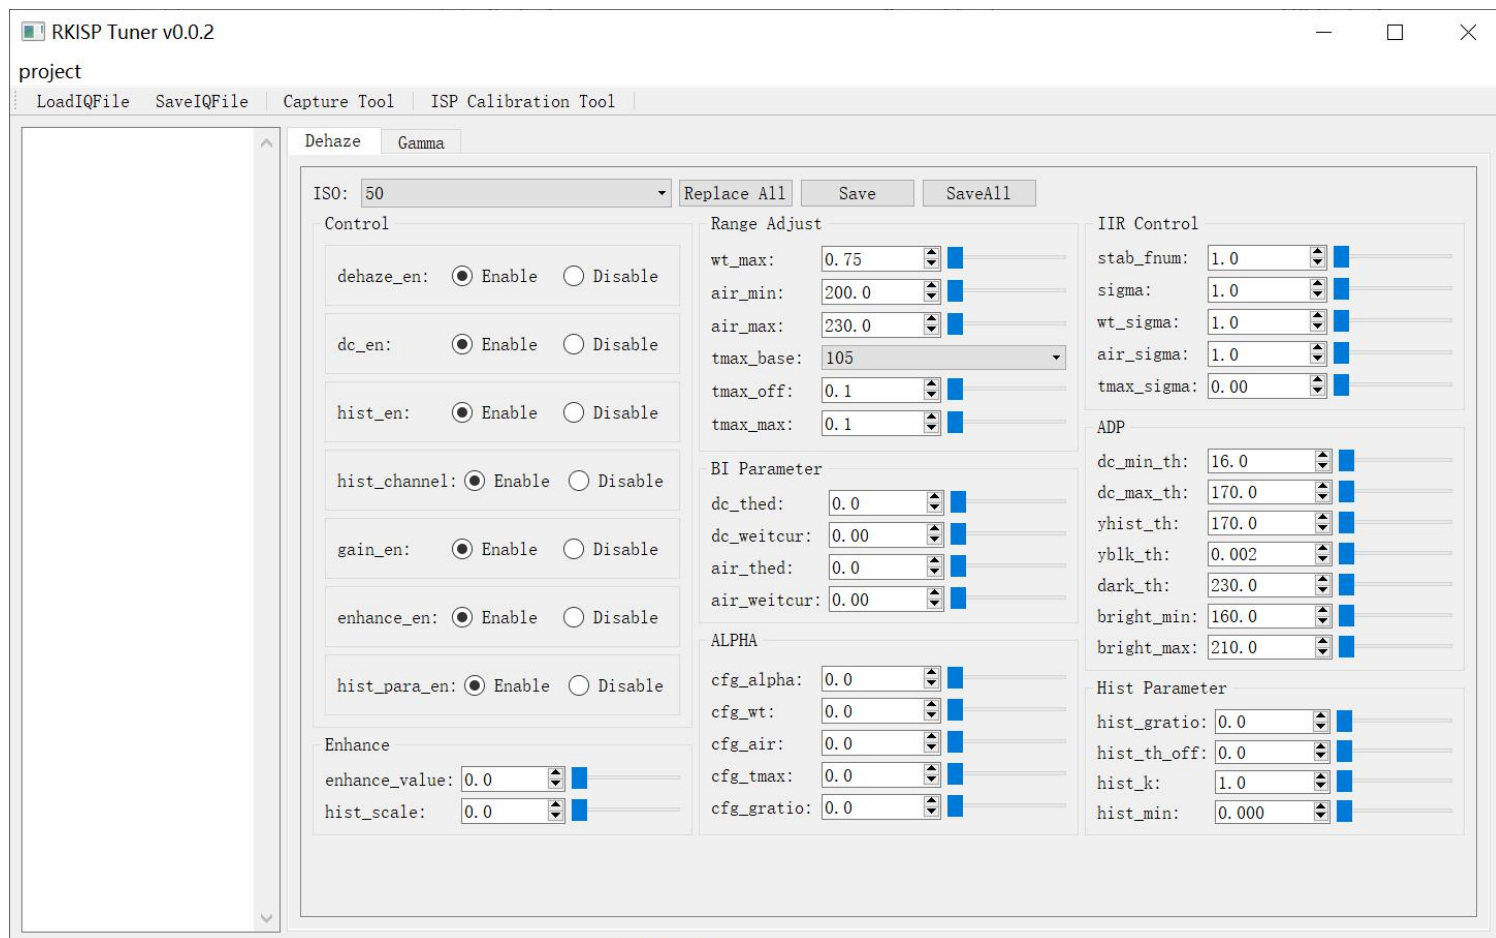 RKISP Tuner v0.0.2
project
LoadIQFile SaveIQFile Capture Tool ISP Calibration Tool
Dehaze Gamma
ISO: 50 Replace All Save SaveAll
Control
dehaze_en: Enable Disable
dc_en: Enable Disable
hist_en: Enable Disable
hist_channel: Enable Disable
gain_en: Enable Disable
enhance_en: Enable Disable
hist_para_en: Enable Disable
Enhance
enhance_value: 0.0
hist_scale: 0.0
Range Adjust
wt_max: 0.75
air_min: 200.0
air_max: 230.0
tmax_base: 105
tmax_off: 0.1
tmax_max: 0.1
BI Parameter
dc_thed: 0.0
dc_weitcur: 0.00
air_thed: 0.0
air_weitcur: 0.00
ALPHA
cfg_alpha: 0.0
cfg_wt: 0.0
cfg_air: 0.0
cfg_tmax: 0.0
cfg_gratio: 0.0
IIR Control
stab_fnum: 1.0
sigma: 1.0
wt_sigma: 1.0
air_sigma: 1.0
tmax_sigma: 0.00
ADP
dc_min_th: 16.0
dc_max_th: 170.0
yhist_th: 170.0
yblk_th: 0.002
dark_th: 230.0
bright_min: 160.0
bright_max: 210.0
Hist Parameter
hist_gratio: 0.0
hist_th_off: 0.0
hist_k: 1.0
hist_min: 0.000